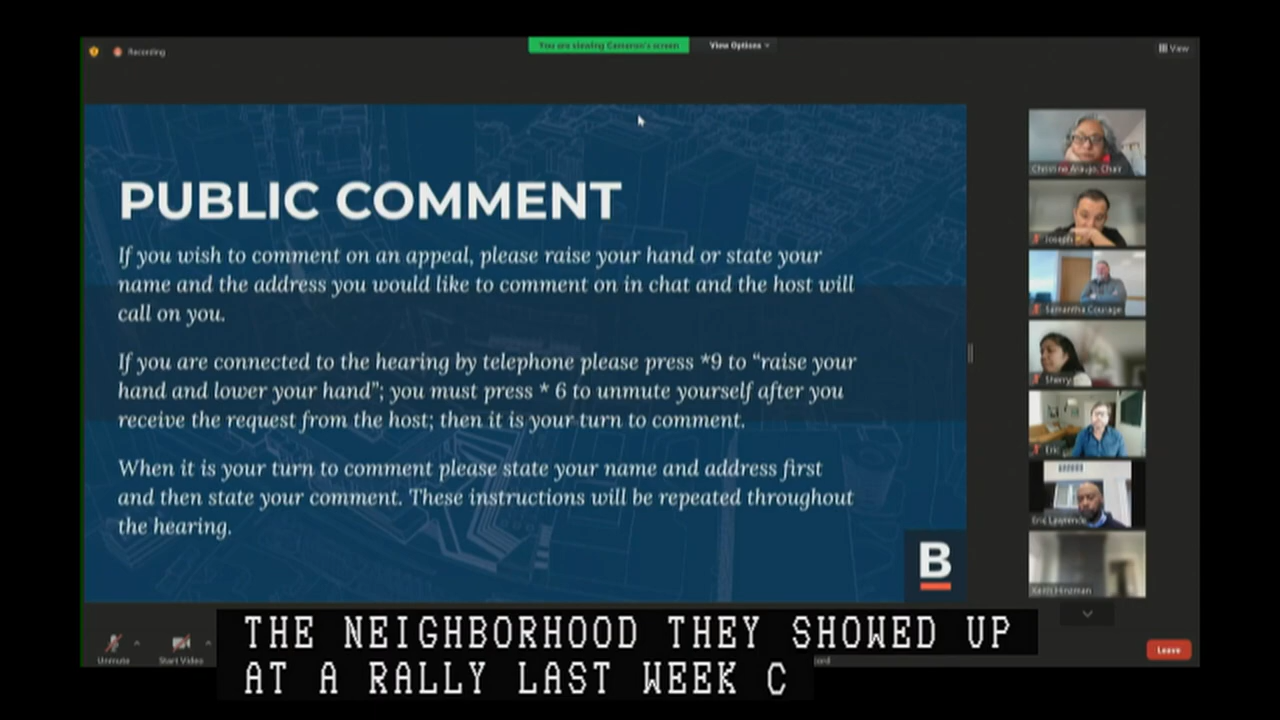 Recording
You are viewing Cameron's screen
View Options
View
PUBLIC COMMENT
If you wish to comment on an appeal, please raise your hand or state your
name and the address you would like to comment on in chat and the host will
call on you.
If you are connected to the hearing by telephone please press *9 to “raise your
hand and lower your hand”; you must press * 6 to unmute yourself after you
receive the request from the host; then it is your turn to comment.
When it is your turn to comment please state your name and address first
and then state your comment. These instructions will be repeated throughout
the hearing.
B
Christine Araujo, Chair
Joseph
Samantha Courage
Sherry
Eric
Eric Lawrence
Keith Hinzman
Unmute
Start Video
Leave
THE NEIGHBORHOOD THEY SHOWED UP
AT A RALLY LAST WEEK C